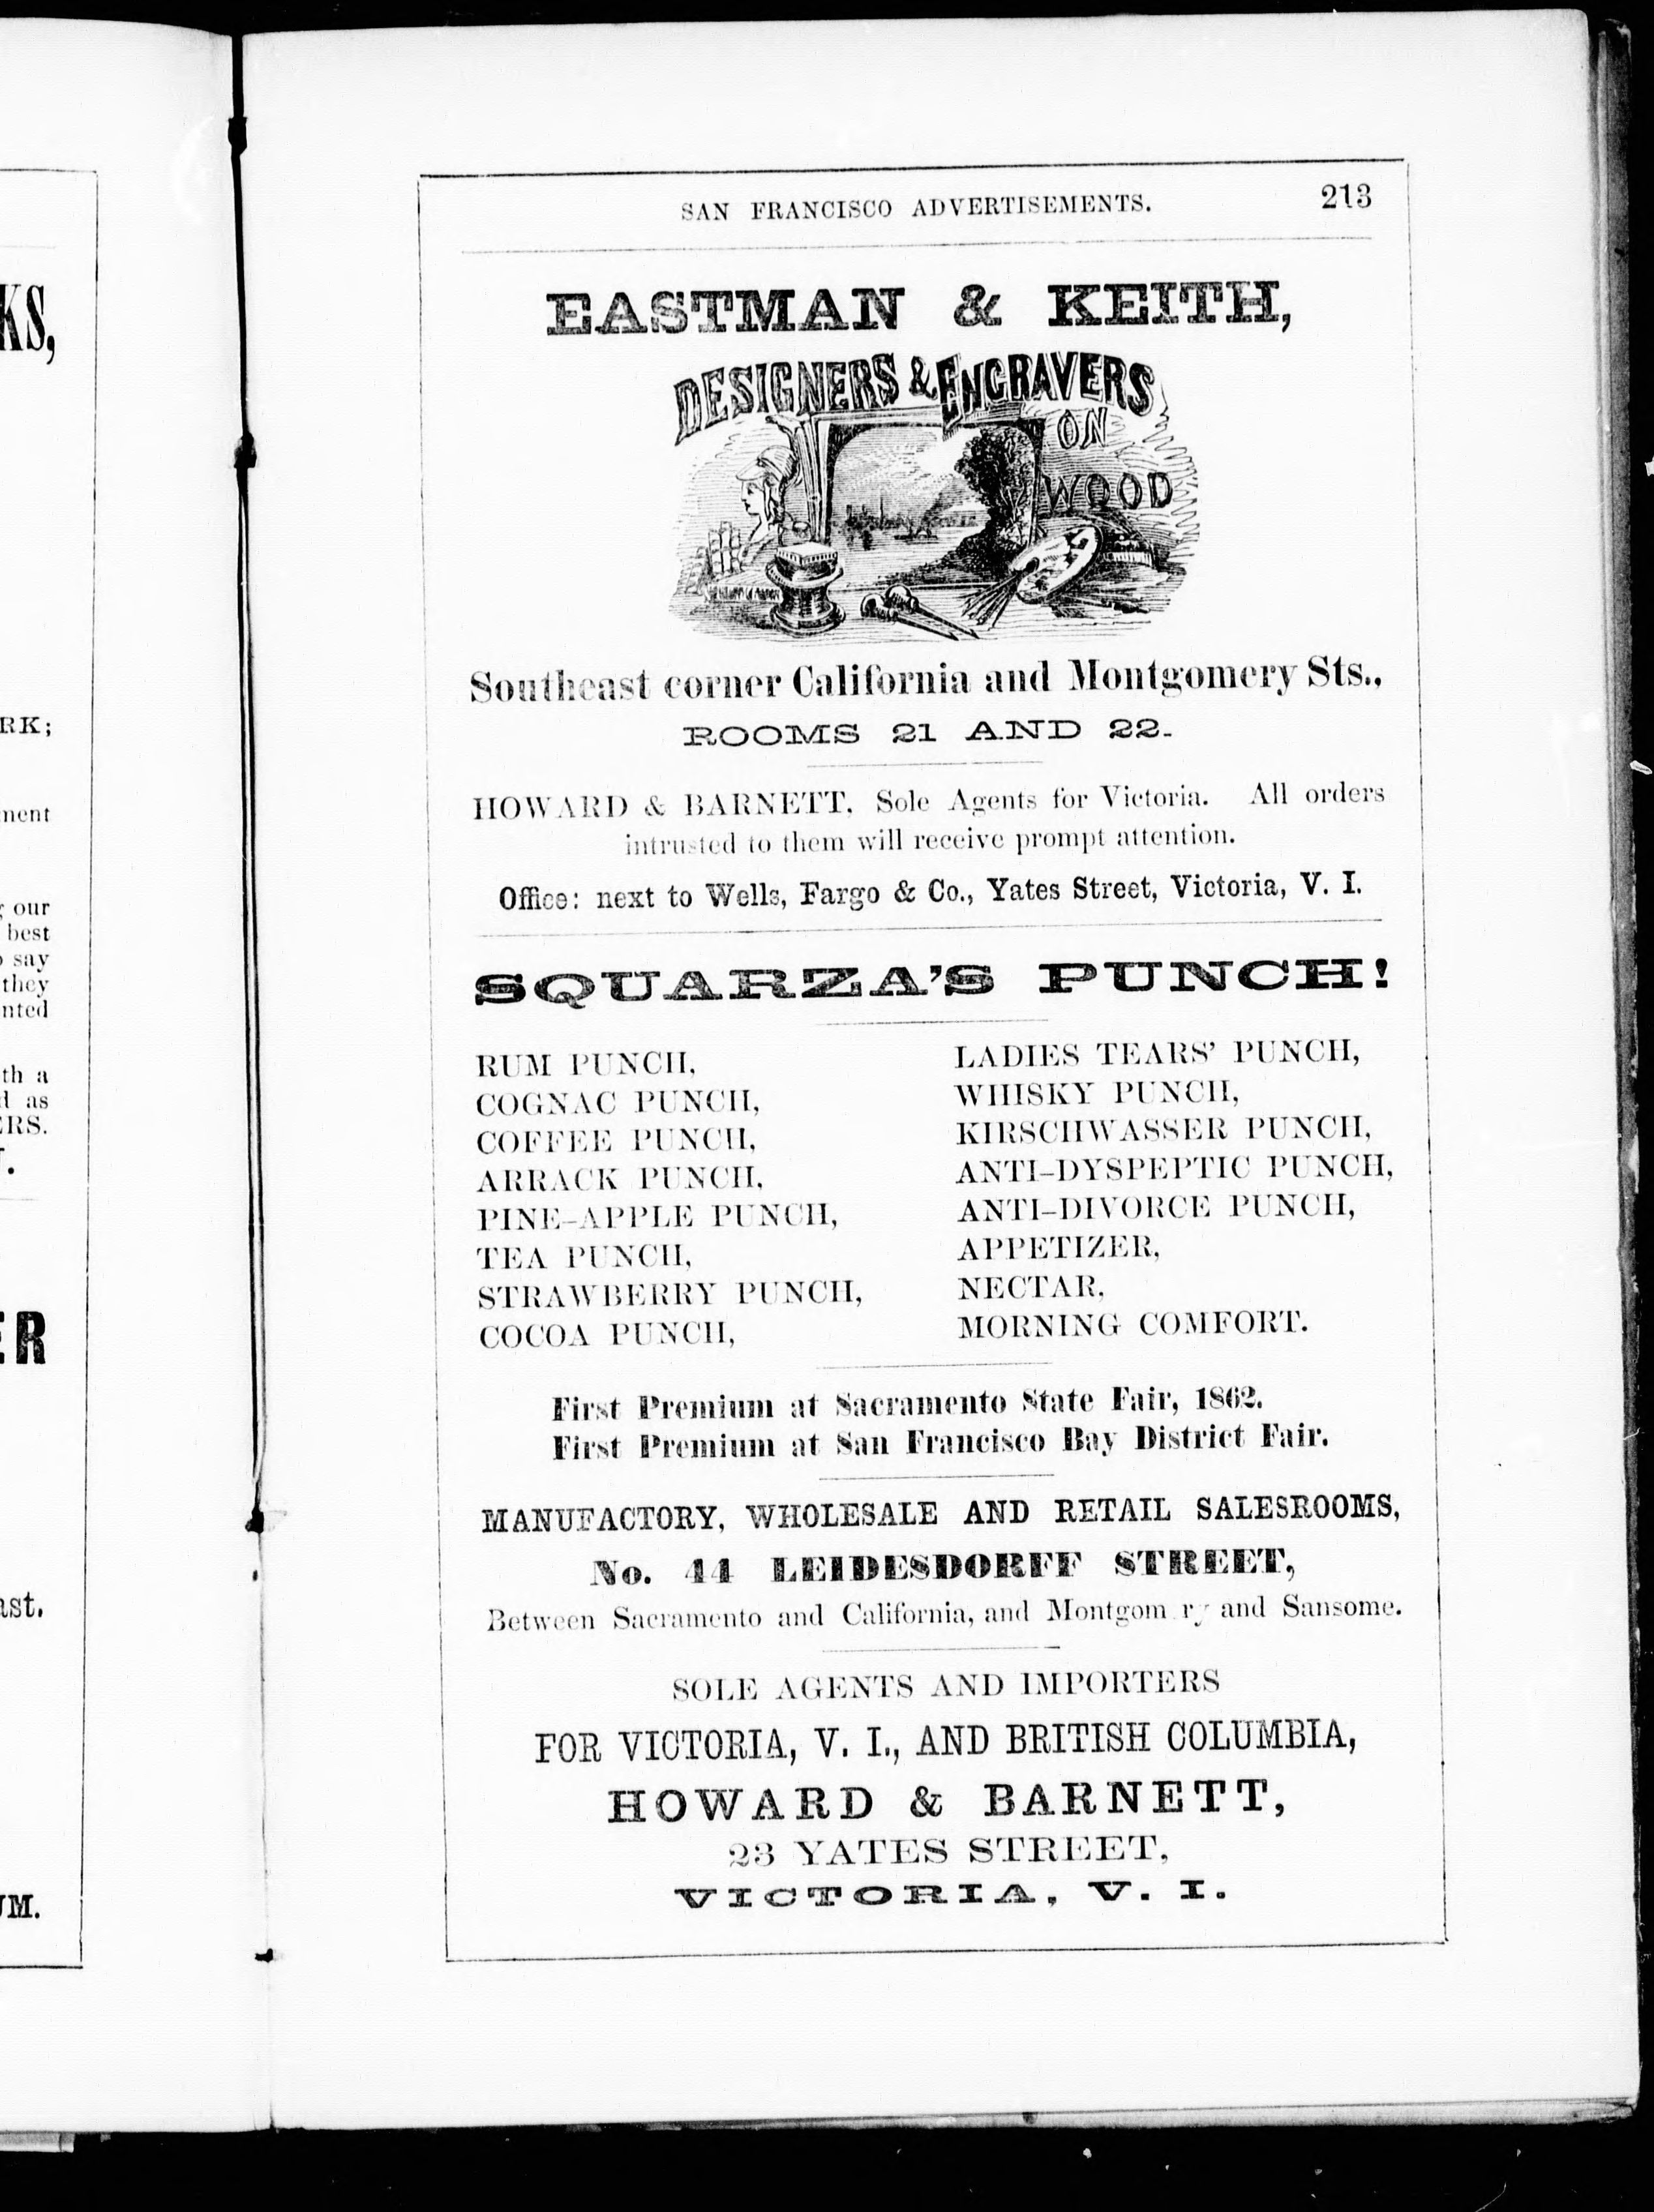 KS,
RK;
ment
our
best
say
they
nted
th a
as
ERS.
ER
ast.
UM.
SAN FRANCISCO ADVERTISEMENTS. 213
EASTMAN & KEITH,
DESIGNERS & ENGRAVERS
ON
WOOD
Southeast corner California and Montgomery Sts.,
ROOMS 21 AND 22.
HOWARD & BARNETT, Sole Agents for Victoria. All orders
intrusted to them will receive prompt attention.
Office: next to Wells, Fargo & Co., Yates Street, Victoria, V. I.
SQUARZA'S PUNCH!
RUM PUNCH,
COGNAC PUNCH,
COFFEE PUNCH,
ARRACK PUNCH,
PINE-APPLE PUNCH,
TEA PUNCH,
STRAWBERRY PUNCH,
COCOA PUNCH,
LADIES TEARS' PUNCH,
WHISKY PUNCH,
KIRSCHWASSER PUNCH,
ANTI-DYSPEPTIC PUNCH,
ANTI-DIVORCE PUNCH,
APPETIZER,
NECTAR,
MORNING COMFORT.
First Premium at Sacramento State Fair, 1862.
First Premium at San Francisco Bay District Fair.
MANUFACTORY, WHOLESALE AND RETAIL SALESROOMS,
No. 44 LEIDESDORFF STREET,
Between Sacramento and California, and Montgom ry and Sansome.
SOLE AGENTS AND IMPORTERS
FOR VICTORIA, V. I., AND BRITISH COLUMBIA,
HOWARD & BARNETT,
23 YATES STREET,
VICTORIA, V. I.